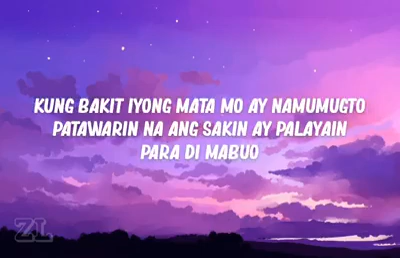 KUNG BAKIT IYONG MATA MO AY NAMUMUGTO
PATAWARIN NA ANG SAKIN AY PALAYAIN
PARA DI MABUO
ZL